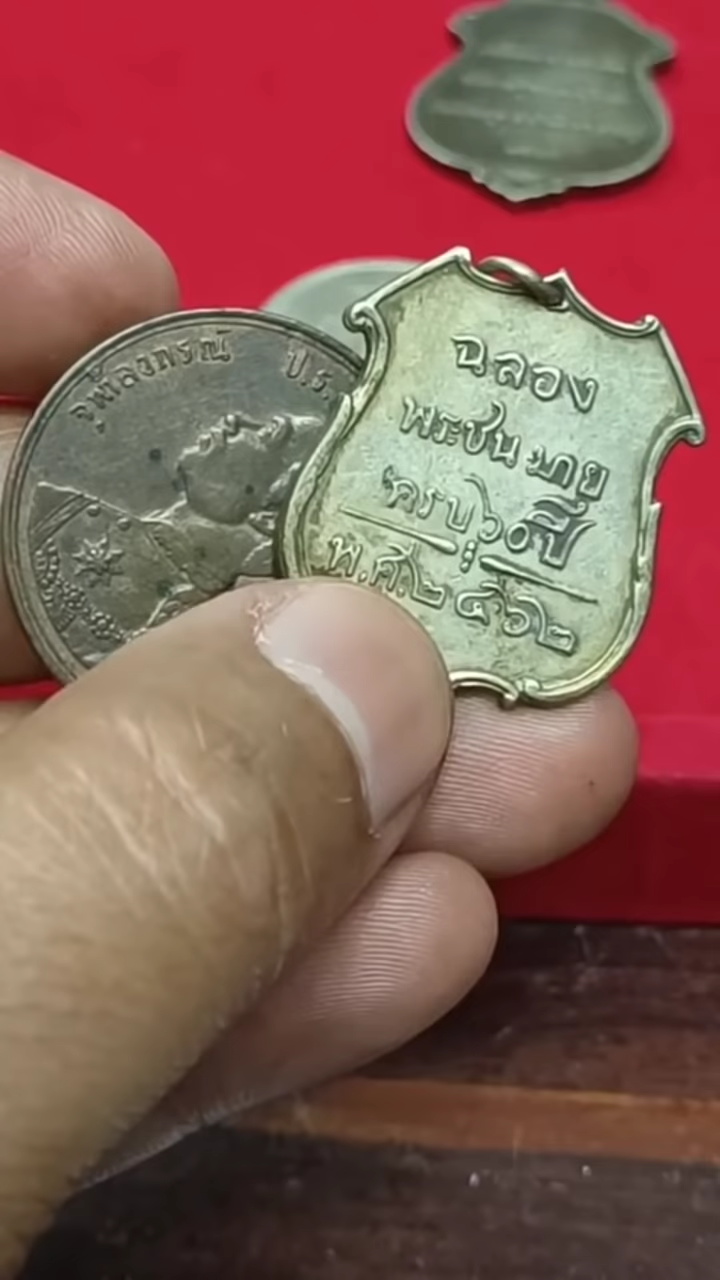 จุฬาลงกรณ์ ป.ร.
ฉลอง
พระชนมายุ
ครบ ๖๐ ปี
พ.ศ. ๒๔๖๒